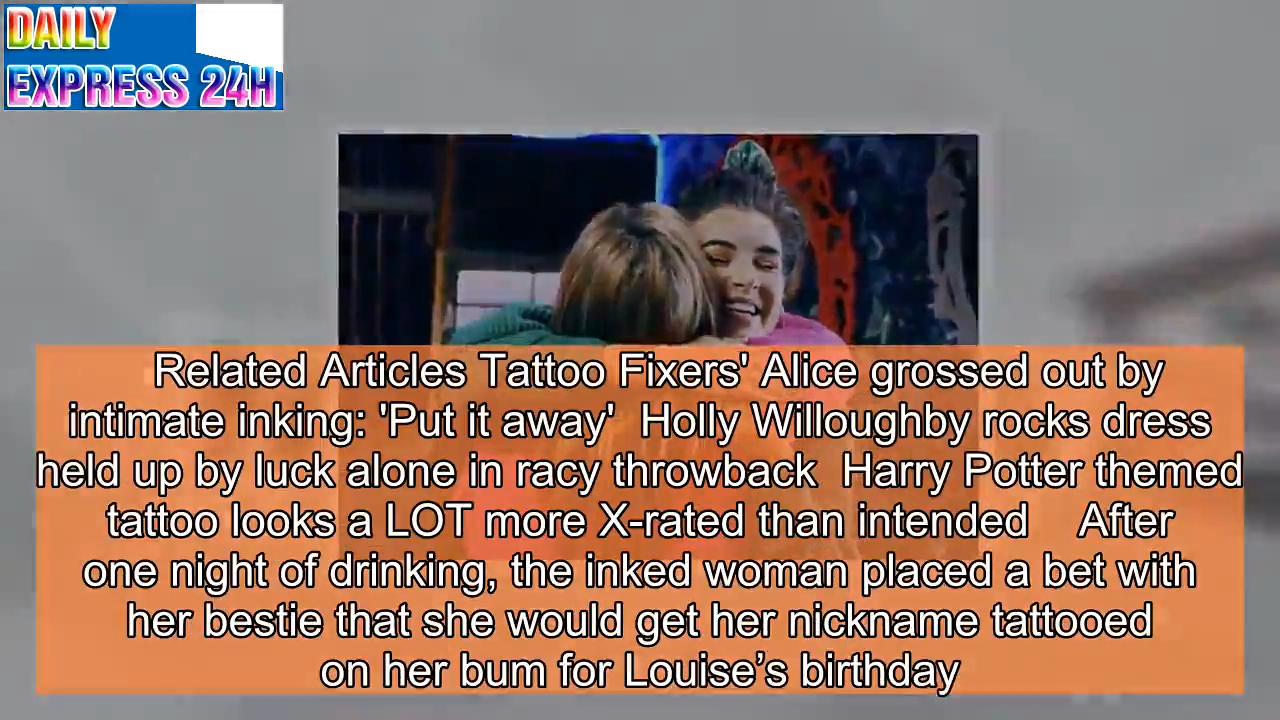 DAILY
EXPRESS 24H
Related Articles Tattoo Fixers' Alice grossed out by
intimate inking: 'Put it away'  Holly Willoughby rocks dress
held up by luck alone in racy throwback  Harry Potter themed
tattoo looks a LOT more X-rated than intended    After
one night of drinking, the inked woman placed a bet with
her bestie that she would get her nickname tattooed
on her bum for Louise’s birthday